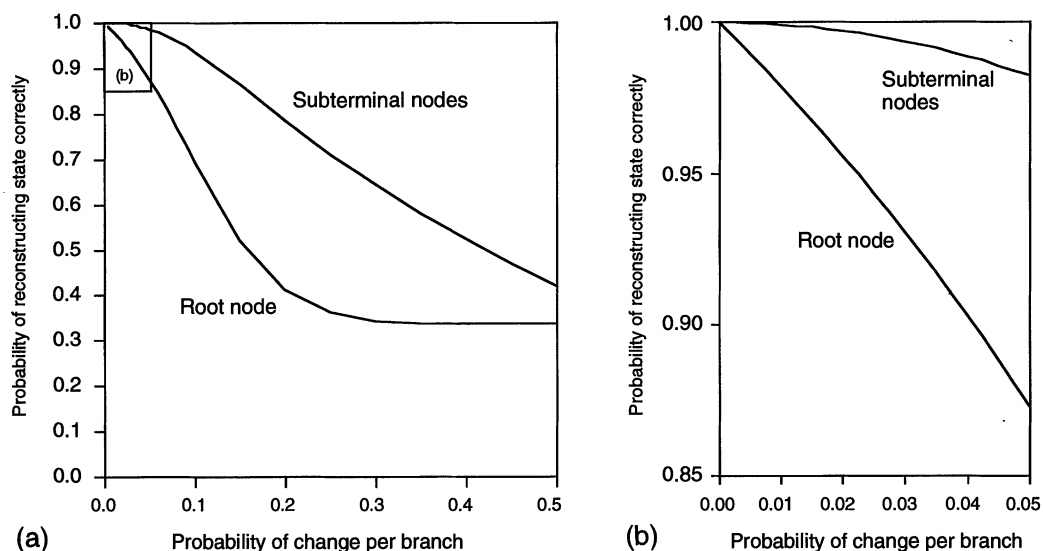 Probability of reconstructing state correctly
1.0
0.9
0.8
0.7
0.6
0.5
0.4
0.3
0.2
0.1
0.0
(b)
Subterminal nodes
Root node
0.0
0.1
0.2
0.3
0.4
0.5
(a)
Probability of change per branch
Probability of reconstructing state correctly
1.00
0.95
0.90
0.85
Subterminal
nodes
Root node
0.00
0.01
0.02
0.03
0.04
0.05
(b)
Probability of change per branch